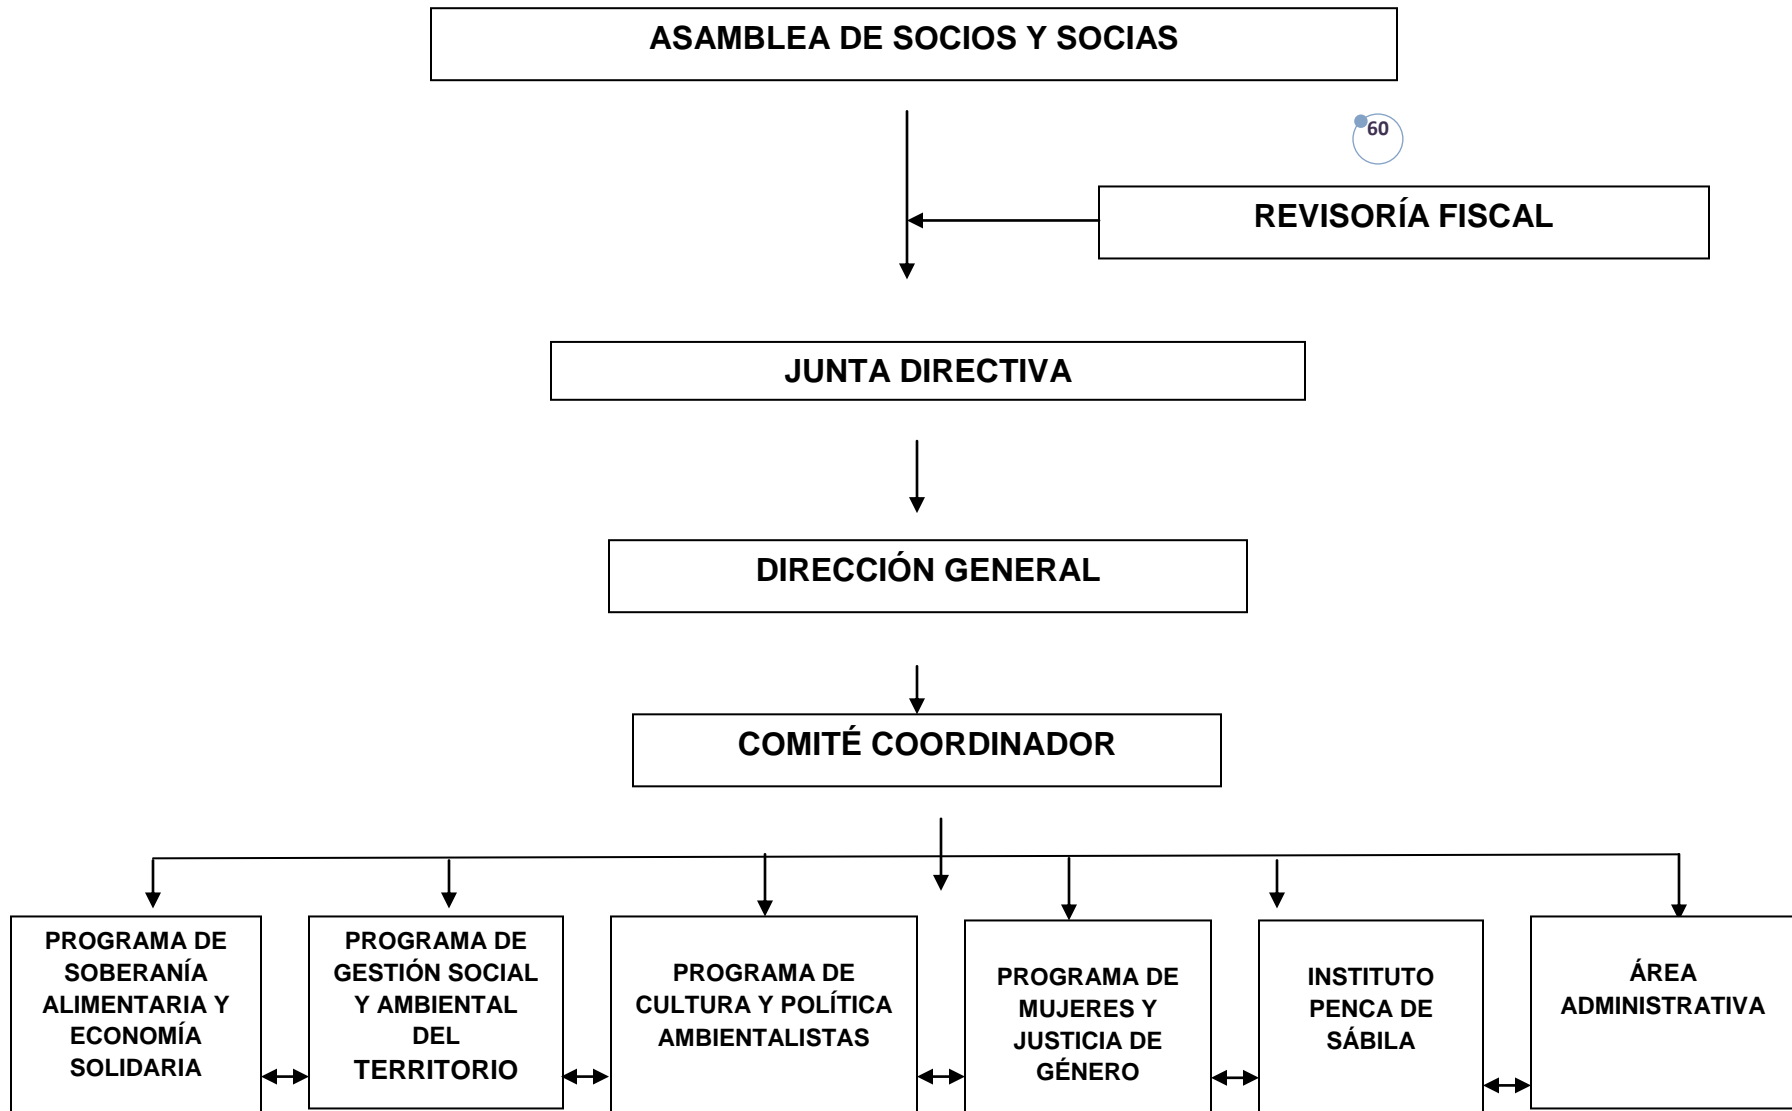 ASAMBLEA DE SOCIOS Y SOCIAS
60
REVISORÍA FISCAL
JUNTA DIRECTIVA
DIRECCIÓN GENERAL
COMITÉ COORDINADOR
PROGRAMA DE
SOBERANÍA
ALIMENTARIA Y
ECONOMÍA
SOLIDARIA
PROGRAMA DE
GESTIÓN SOCIAL
Y AMBIENTAL
DEL
TERRITORIO
PROGRAMA DE
CULTURA Y POLÍTICA
AMBIENTALISTAS
PROGRAMA DE
MUJERES Y
JUSTICIA DE
GÉNERO
INSTITUTO
PENCA DE
SÁBILA
ÁREA
ADMINISTRATIVA